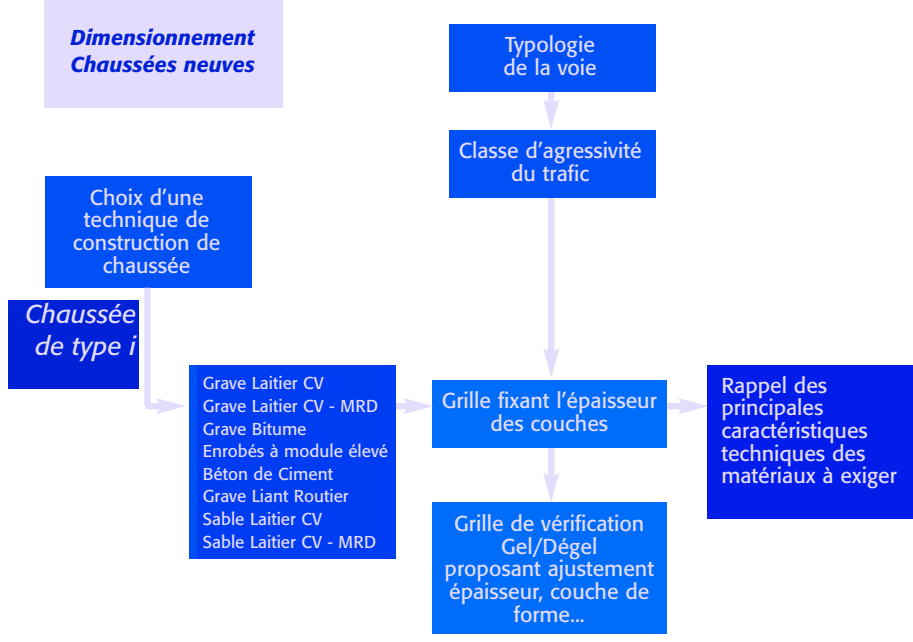 Dimensionnement
Chaussées neuves
Typologie
de la voie
Classe d'agressivité
du trafic
Choix d'une
technique de
construction de
chaussée
Chaussée
de type i
Grave Laitier CV
Grave Laitier CV - MRD
Grave Bitume
Enrobés à module élevé
Béton de Ciment
Grave Liant Routier
Sable Laitier CV
Sable Laitier CV - MRD
Grille fixant l'épaisseur
des couches
Rappel des
principales
caractéristiques
techniques des
matériaux à exiger
Grille de vérification
Gel/Dégel
proposant ajustement
épaisseur, couche de
forme...